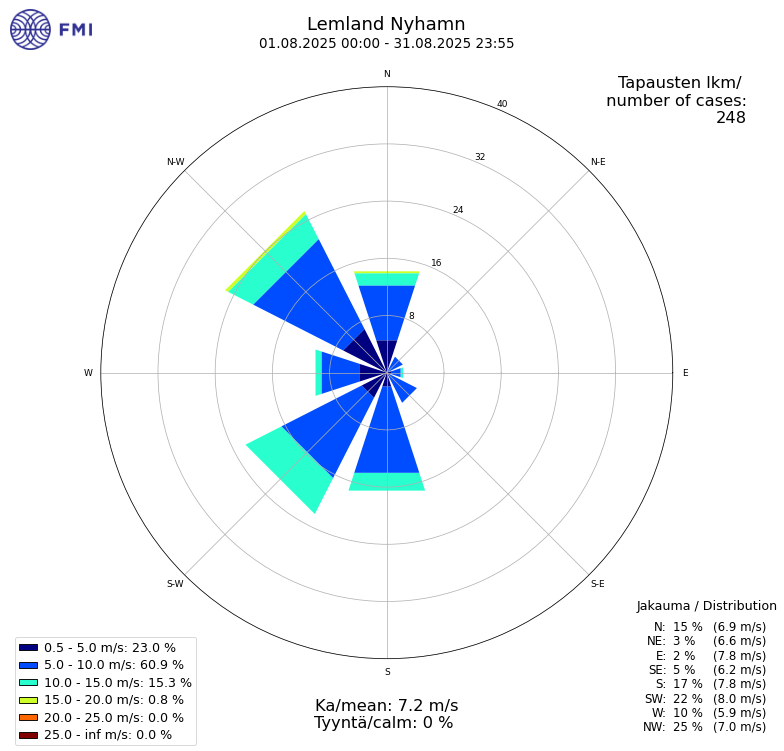 FMI
Lemland Nyhamn
01.08.2025 00:00 - 31.08.2025 23:55
Tapausten lkm/
number of cases:
248
N
N-E
E
S-E
S
S-W
W
N-W
40
32
24
16
8
0.5 - 5.0 m/s: 23.0 %
5.0 - 10.0 m/s: 60.9 %
10.0 - 15.0 m/s: 15.3 %
15.0 - 20.0 m/s: 0.8 %
20.0 - 25.0 m/s: 0.0 %
25.0 - inf m/s: 0.0 %
Ka/mean: 7.2 m/s
Tyyntä/calm: 0 %
Jakauma / Distribution
N: 15 % (6.9 m/s)
NE: 3 % (6.6 m/s)
E: 2 % (7.8 m/s)
SE: 5 % (6.2 m/s)
S: 17 % (7.8 m/s)
SW: 22 % (8.0 m/s)
W: 10 % (5.9 m/s)
NW: 25 % (7.0 m/s)